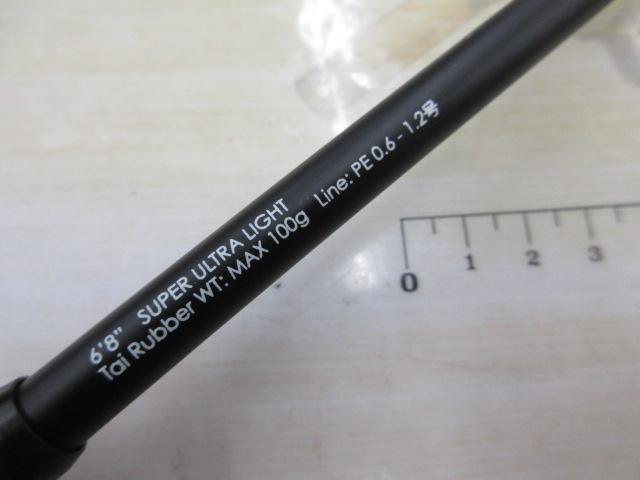 6'8" SUPER ULTRA LIGHT
Tai Rubber WT: MAX 100g Line: PE 0.6 - 1.2号
0 1 2 3